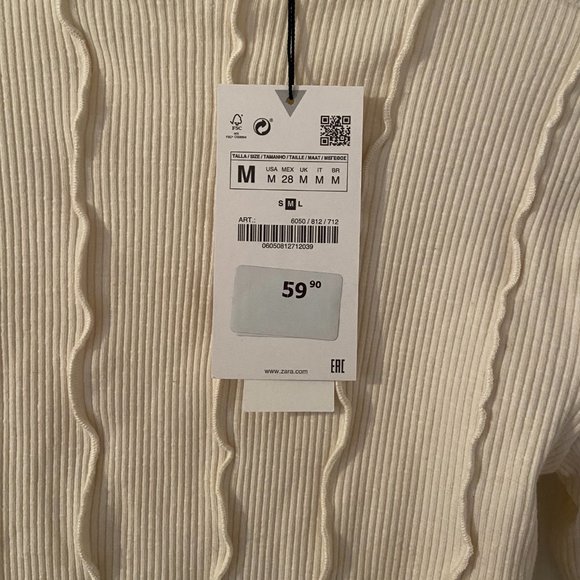 FSC
TALLA / SIZE / TAMANHO / TAILLE / MAAT / ΜΕΓΕΘΟΣ
M
USA MEX UK IT BR
M 28 M M M
S M L
ART.: 6050 / 812 / 712
06050812712039
59 90
www.zara.com
EAC